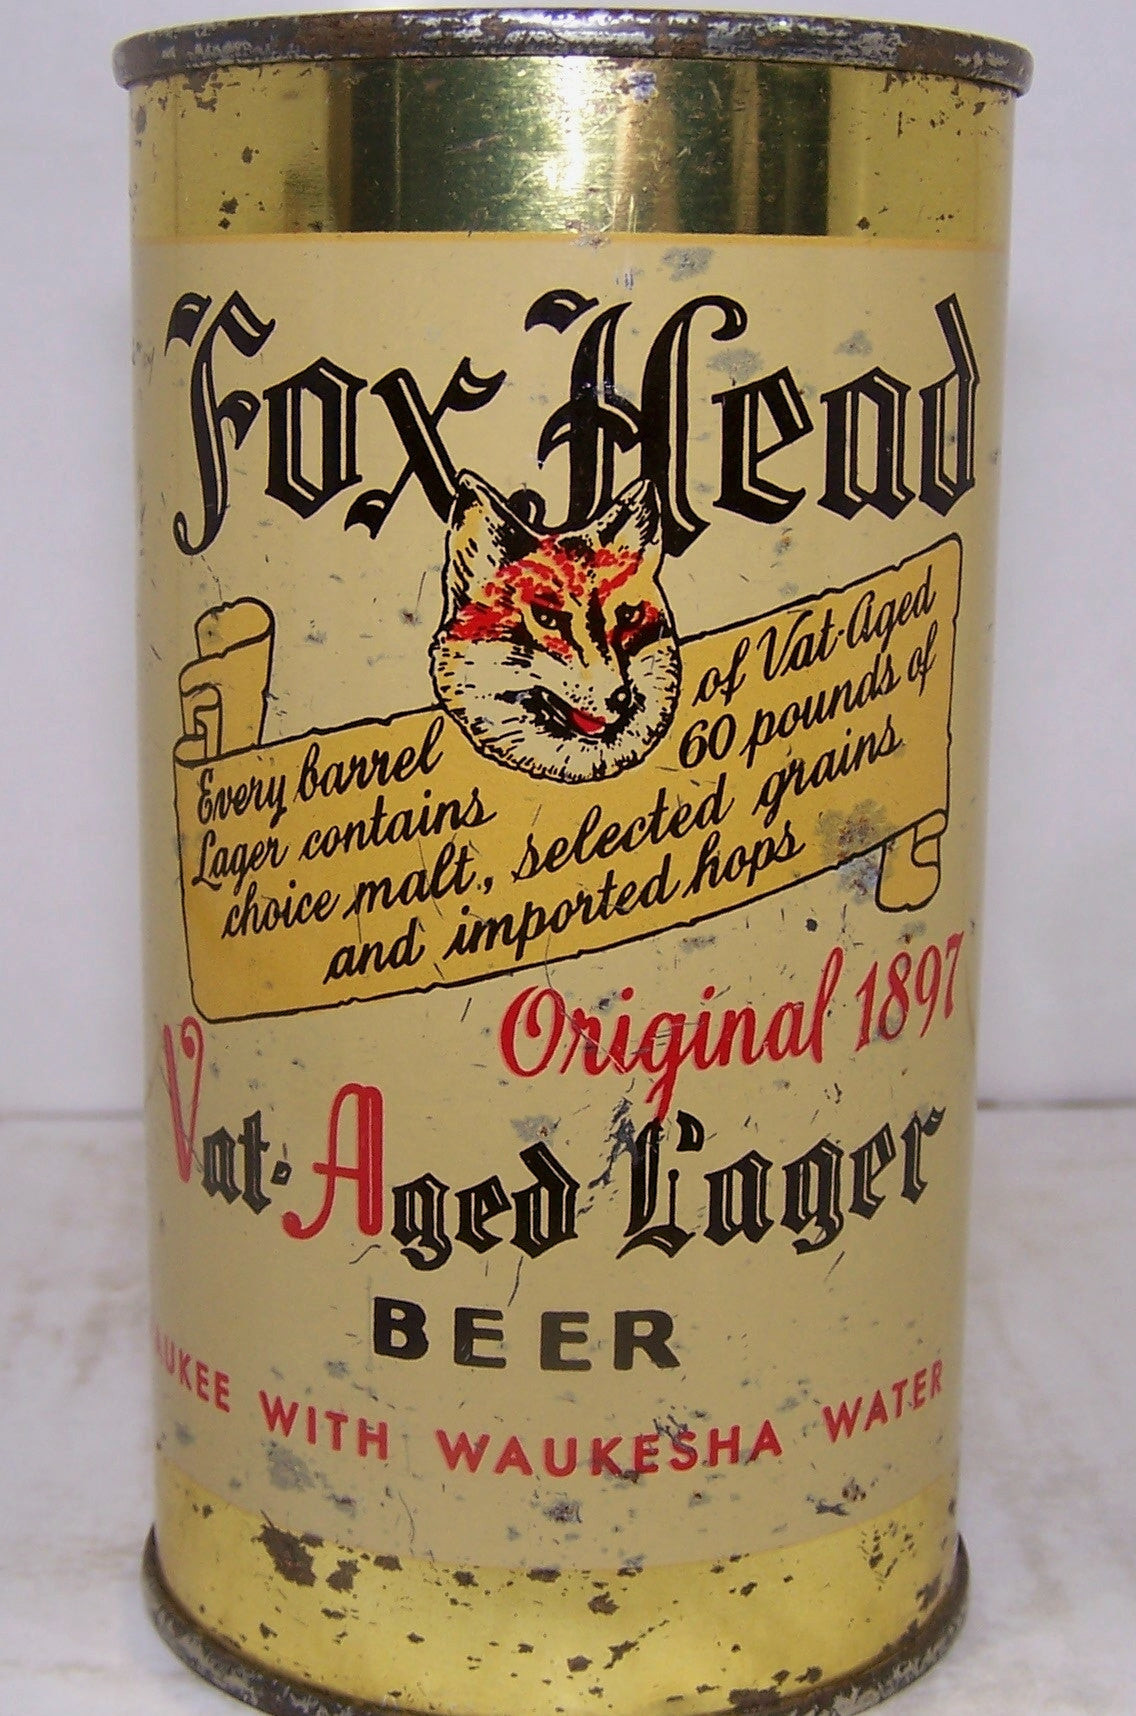 Fox Head
Every barrel of Vat-Aged
Lager contains 60 pounds of
choice malt, selected grains
and imported hops
Original 1897
Vat-Aged Lager
BEER
WITH WAUKESHA WATER